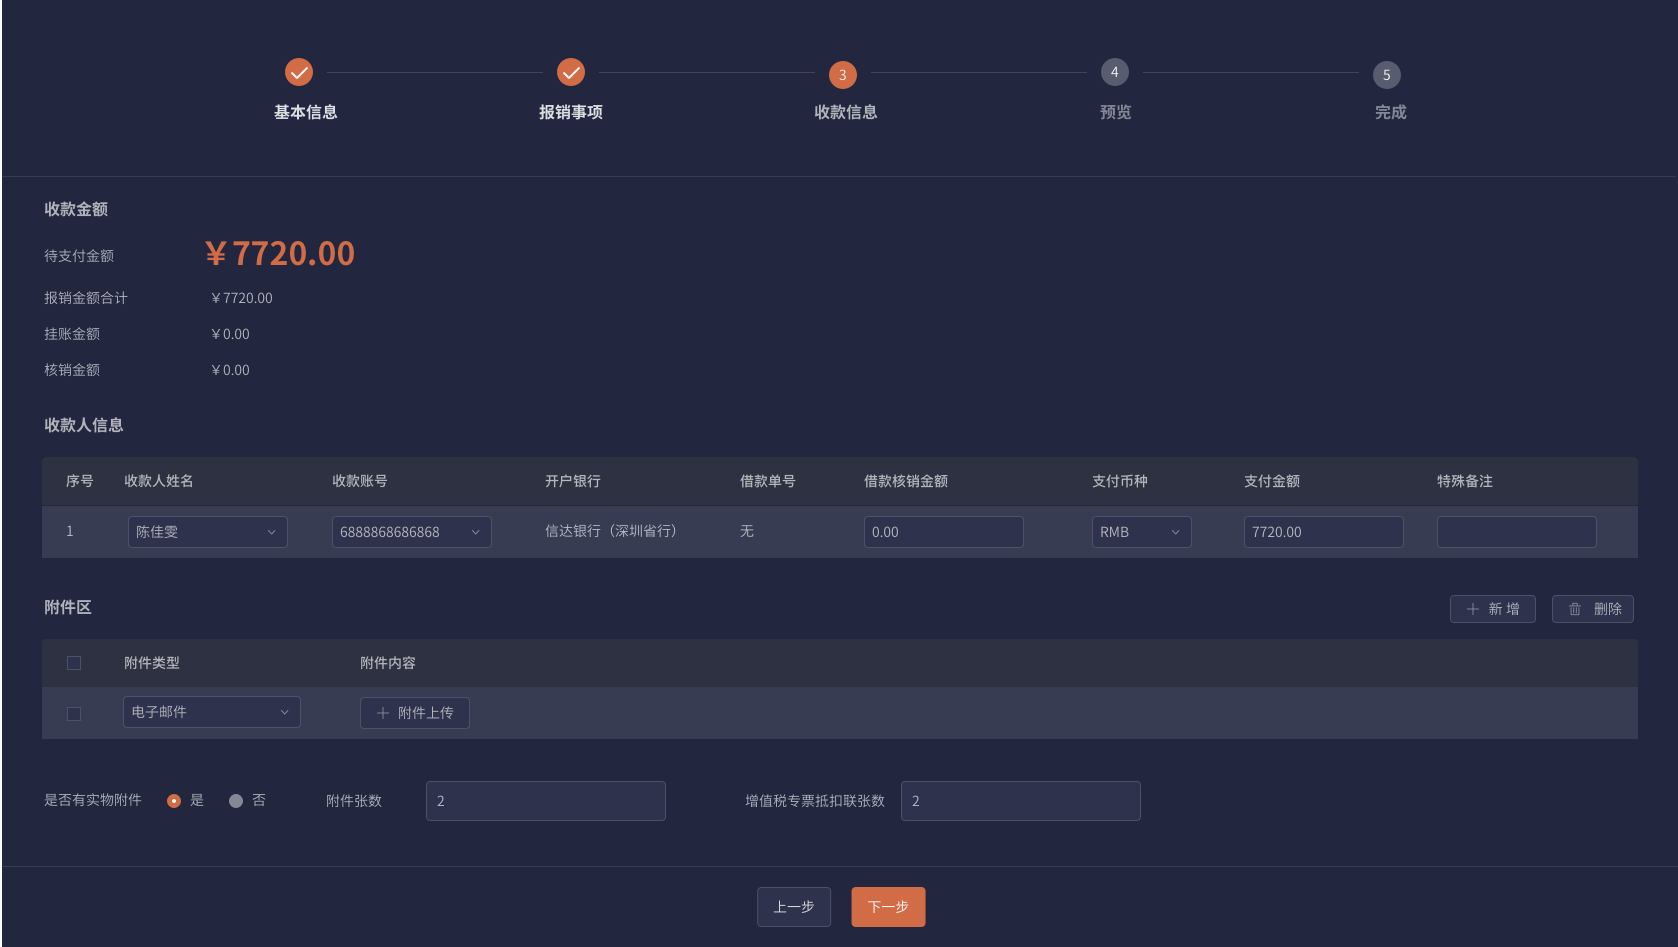 3 4 5
基本信息 报销事项 收款信息 预览 完成
收款金额
待支付金额 ￥7720.00
报销金额合计 ￥7720.00
挂账金额 ￥0.00
核销金额 ￥0.00
收款人信息
序号 收款人姓名 收款账号 开户银行 借款单号 借款核销金额 支付币种 支付金额 特殊备注
1 陈佳雯 6888868686868 信达银行（深圳省行） 无 0.00 RMB 7720.00
附件区 新 增 删除
附件类型 附件内容
电子邮件 附件上传
是否有实物附件 是 否 附件张数 2 增值税专票抵扣联张数 2
上一步 下一步